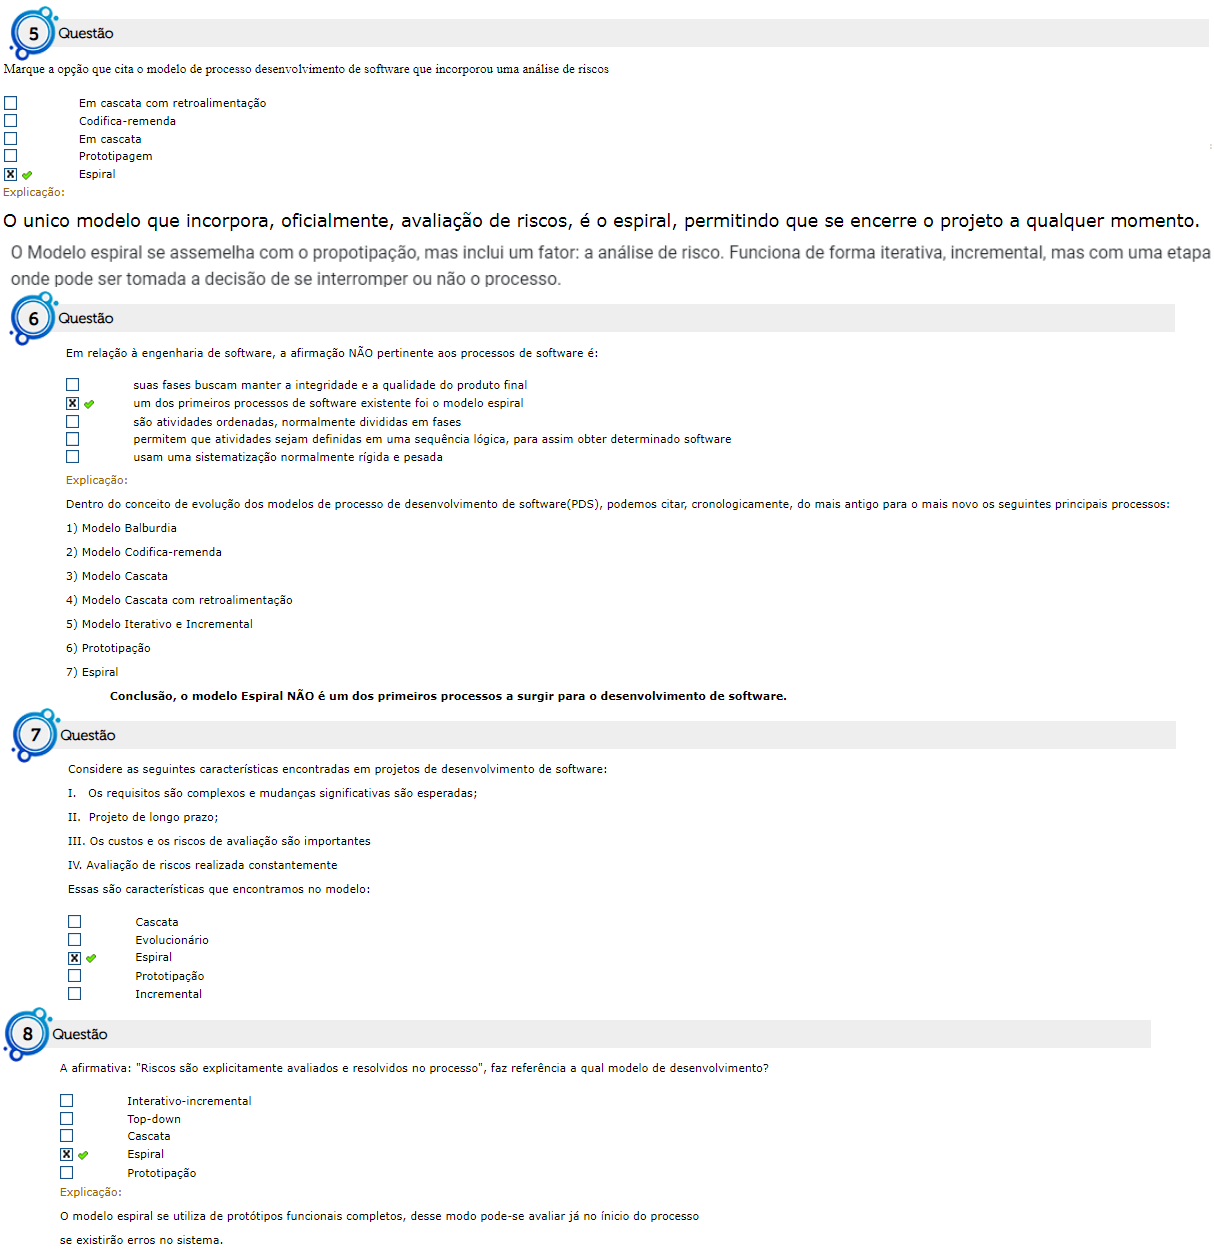 5 Questão
Marque a opção que cita o modelo de processo desenvolvimento de software que incorporou uma análise de riscos
Em cascata com retroalimentação
Codifica-remenda
Em cascata
Prototipagem
Espiral
Explicação:
O unico modelo que incorpora, oficialmente, avaliação de riscos, é o espiral, permitindo que se encerre o projeto a qualquer momento.
O Modelo espiral se assemelha com o propotipação, mas inclui um fator: a análise de risco. Funciona de forma iterativa, incremental, mas com uma etapa
onde pode ser tomada a decisão de se interromper ou não o processo.
6 Questão
Em relação à engenharia de software, a afirmação NÃO pertinente aos processos de software é:
suas fases buscam manter a integridade e a qualidade do produto final
um dos primeiros processos de software existente foi o modelo espiral
são atividades ordenadas, normalmente divididas em fases
permitem que atividades sejam definidas em uma sequência lógica, para assim obter determinado software
usam uma sistematização normalmente rígida e pesada
Explicação:
Dentro do conceito de evolução dos modelos de processo de desenvolvimento de software(PDS), podemos citar, cronologicamente, do mais antigo para o mais novo os seguintes principais processos:
1) Modelo Balburdia
2) Modelo Codifica-remenda
3) Modelo Cascata
4) Modelo Cascata com retroalimentação
5) Modelo Iterativo e Incremental
6) Prototipação
7) Espiral
Conclusão, o modelo Espiral NÃO é um dos primeiros processos a surgir para o desenvolvimento de software.
7 Questão
Considere as seguintes características encontradas em projetos de desenvolvimento de software:
I. Os requisitos são complexos e mudanças significativas são esperadas;
II. Projeto de longo prazo;
III. Os custos e os riscos de avaliação são importantes
IV. Avaliação de riscos realizada constantemente
Essas são características que encontramos no modelo:
Cascata
Evolucionário
Espiral
Prototipação
Incremental
8 Questão
A afirmativa: "Riscos são explicitamente avaliados e resolvidos no processo", faz referência a qual modelo de desenvolvimento?
Interativo-incremental
Top-down
Cascata
Espiral
Prototipação
Explicação:
O modelo espiral se utiliza de protótipos funcionais completos, desse modo pode-se avaliar já no ínicio do processo
se existirão erros no sistema.